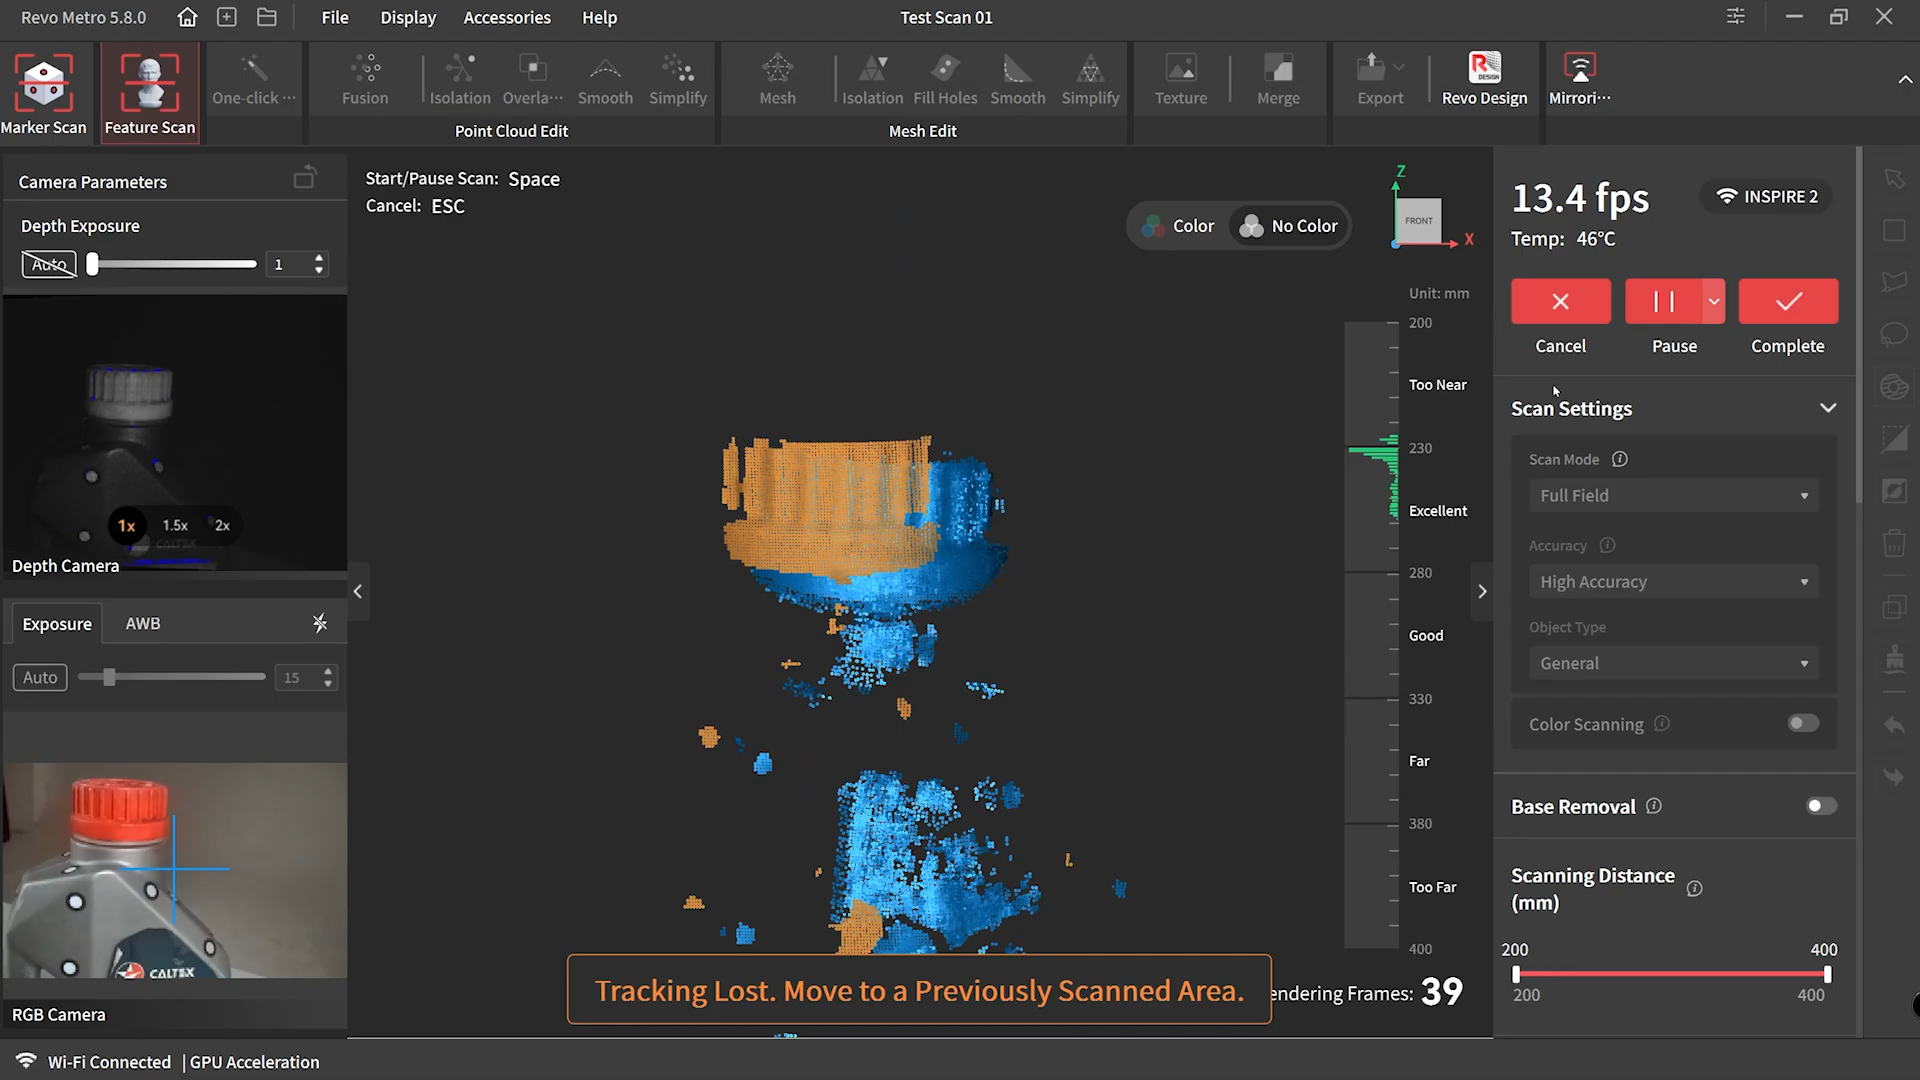 Revo Metro 5.8.0
File
Display
Accessories
Help
Test Scan 01
Marker Scan
Feature Scan
One-click ···
Fusion
Isolation
Overla···
Smooth
Simplify
Point Cloud Edit
Mesh
Isolation
Fill Holes
Smooth
Simplify
Mesh Edit
Texture
Merge
Export
DESIGN
Revo Design
Mirrori···
Camera Parameters
Depth Exposure
Auto
1
1x
1.5x
2x
CALTEX
Depth Camera
Exposure
AWB
Auto
15
CALTEX
RGB Camera
Start/Pause Scan: Space
Cancel: ESC
Color
No Color
Z
FRONT
X
Unit: mm
200
Too Near
230
Excellent
280
Good
330
Far
380
Too Far
400
Tracking Lost. Move to a Previously Scanned Area.
endering Frames: 39
13.4 fps
INSPIRE 2
Temp: 46℃
Cancel
Pause
Complete
Scan Settings
Scan Mode
Full Field
Accuracy
High Accuracy
Object Type
General
Color Scanning
Base Removal
Scanning Distance
(mm)
200
400
200
400
Wi-Fi Connected | GPU Acceleration